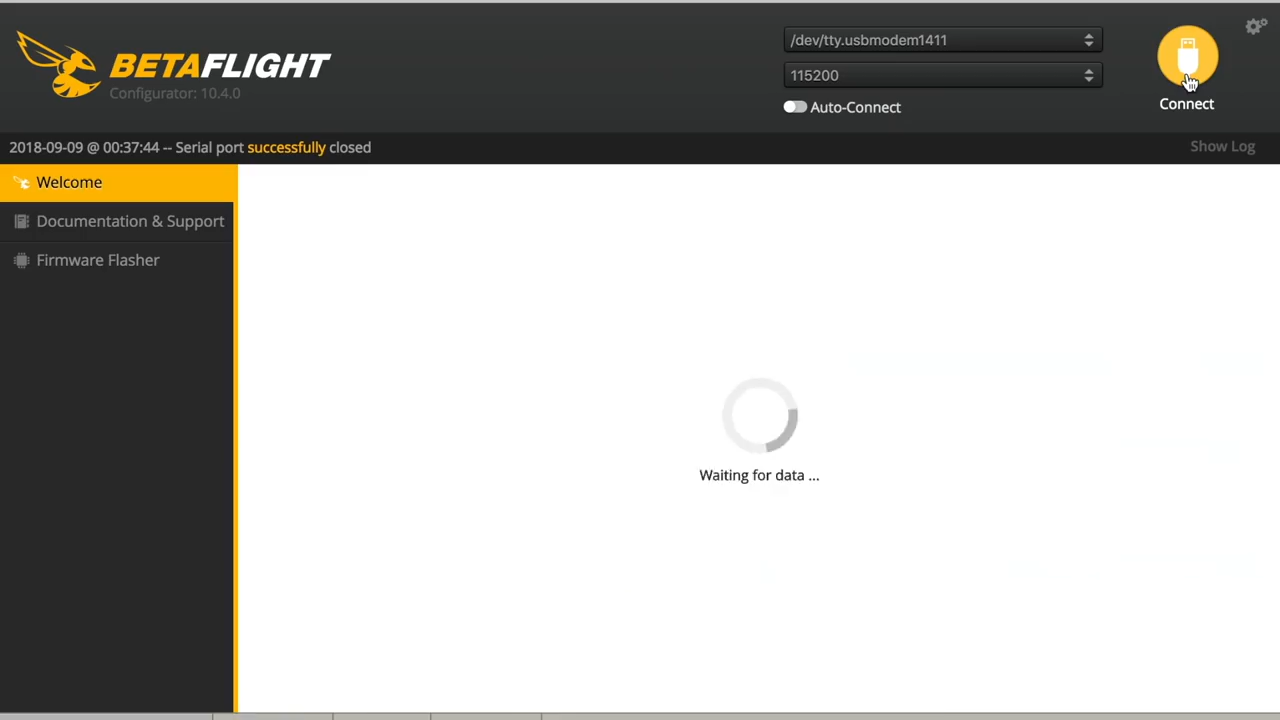 BETAFLIGHT
Configurator: 10.4.0
/dev/tty.usbmodem1411
115200
Auto-Connect
Connect
2018-09-09 @ 00:37:44 -- Serial port successfully closed
Show Log
Welcome
Documentation & Support
Firmware Flasher
Waiting for data ...